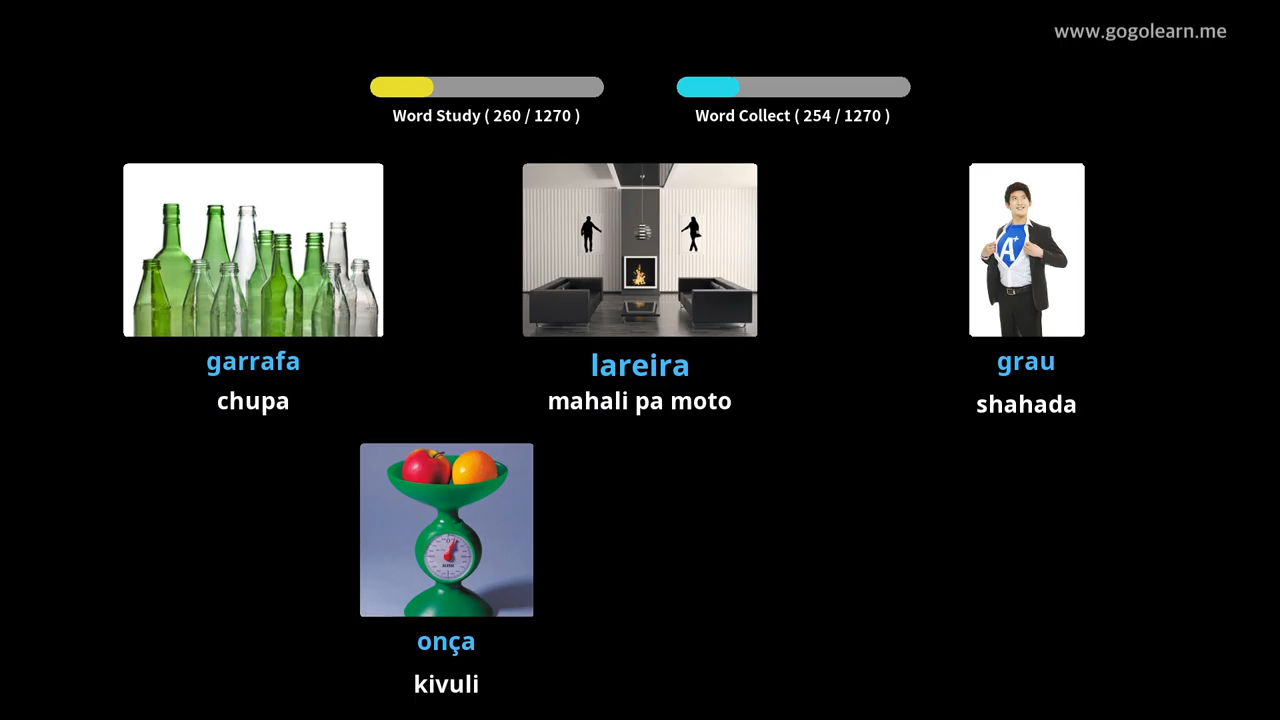 www.gogolearn.me
Word Study ( 260 / 1270 )
Word Collect ( 254 / 1270 )
A+
garrafa
lareira
grau
chupa
mahali pa moto
shahada
onça
kivuli